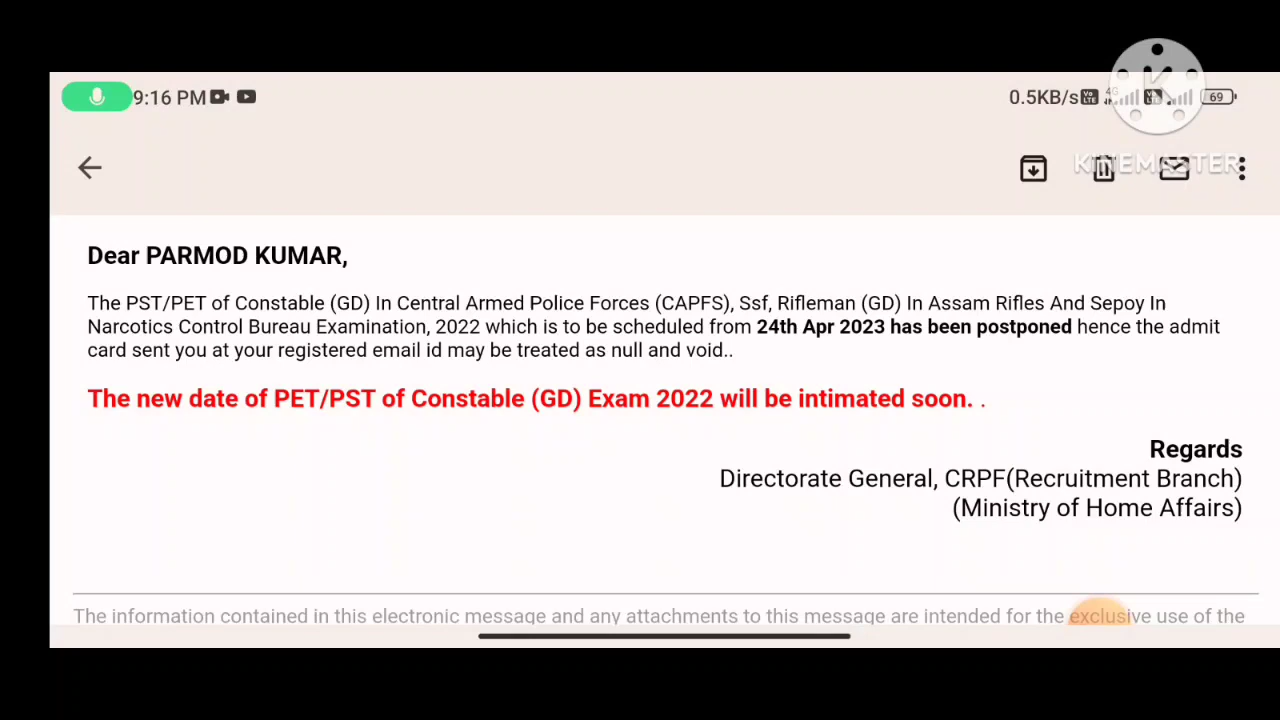 9:16 PM
0.5KB/s Vo LTE 4G 69
K
KINEMASTER
Dear PARMOD KUMAR,
The PST/PET of Constable (GD) In Central Armed Police Forces (CAPFS), Ssf, Rifleman (GD) In Assam Rifles And Sepoy In
Narcotics Control Bureau Examination, 2022 which is to be scheduled from 24th Apr 2023 has been postponed hence the admit
card sent you at your registered email id may be treated as null and void..
The new date of PET/PST of Constable (GD) Exam 2022 will be intimated soon. .
Regards
Directorate General, CRPF(Recruitment Branch)
(Ministry of Home Affairs)
The information contained in this electronic message and any attachments to this message are intended for the exclusive use of the